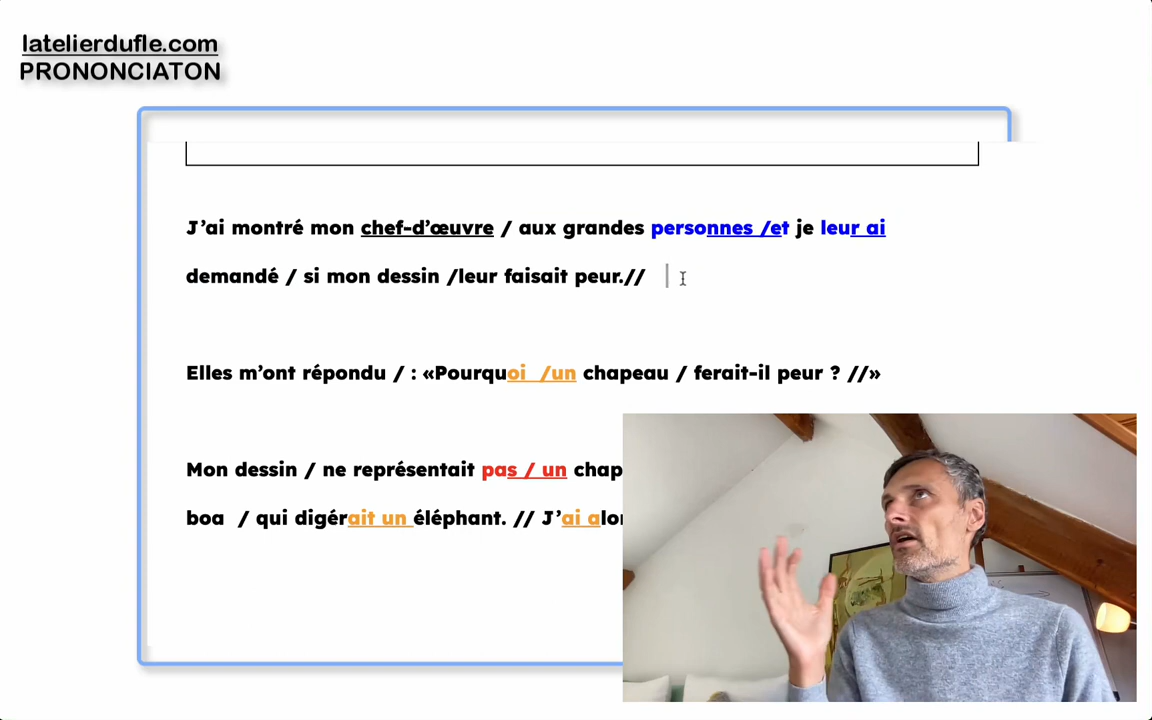 latelierdufle.com
PRONONCIATON
J'ai montré mon chef-d'œuvre / aux grandes personnes /et je leur ai
demandé / si mon dessin /leur faisait peur.//
Elles m'ont répondu / : «Pourquoi /un chapeau / ferait-il peur ? //»
Mon dessin / ne représentait pas / un
boa / qui digérait un éléphant. // J'ai